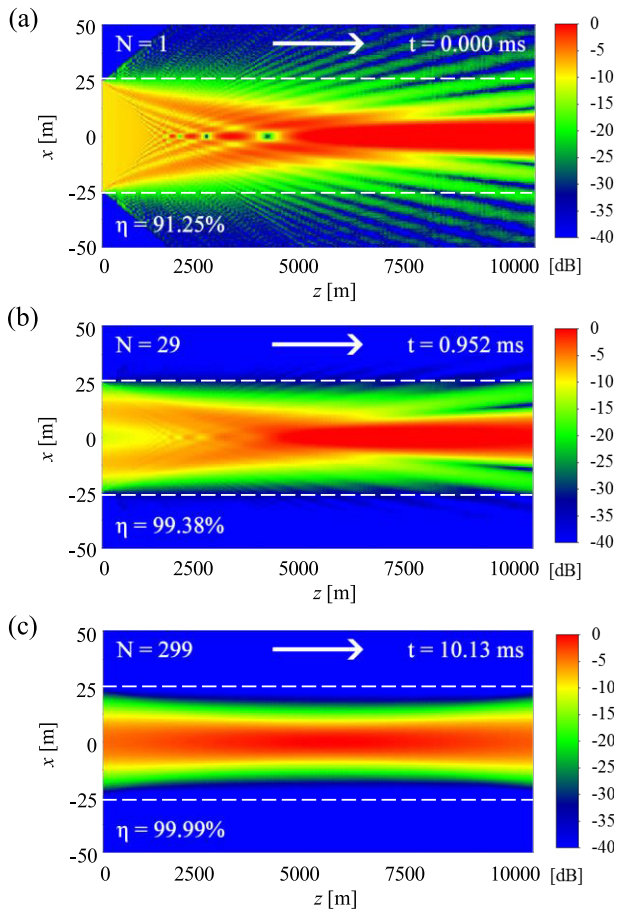 (a)
50
25
0
-25
-50
x [m]
N = 1
t = 0.000 ms
η = 91.25%
0
2500
5000
7500
10000
z [m]
0
-5
-10
-15
-20
-25
-30
-35
-40
[dB]
(b)
50
25
0
-25
-50
x [m]
N = 29
t = 0.952 ms
η = 99.38%
0
2500
5000
7500
10000
z [m]
0
-5
-10
-15
-20
-25
-30
-35
-40
[dB]
(c)
50
25
0
-25
-50
x [m]
N = 299
t = 10.13 ms
η = 99.99%
0
2500
5000
7500
10000
z [m]
0
-5
-10
-15
-20
-25
-30
-35
-40
[dB]